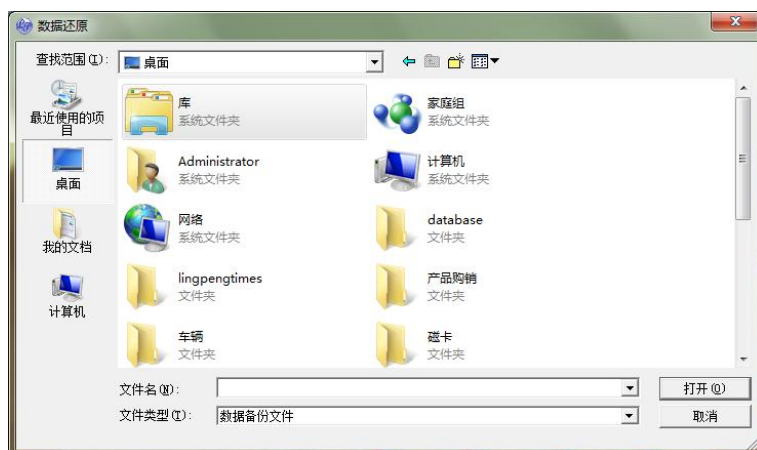 数据还原
查找范围(I):
桌面
最近使用的项目
桌面
我的文档
计算机
库
系统文件夹
家庭组
系统文件夹
Administrator
系统文件夹
计算机
系统文件夹
网络
系统文件夹
database
文件夹
lingpengtimes
文件夹
产品购销
文件夹
车辆
文件夹
磁卡
文件夹
文件名(N):
打开(O)
文件类型(T):
数据备份文件
取消